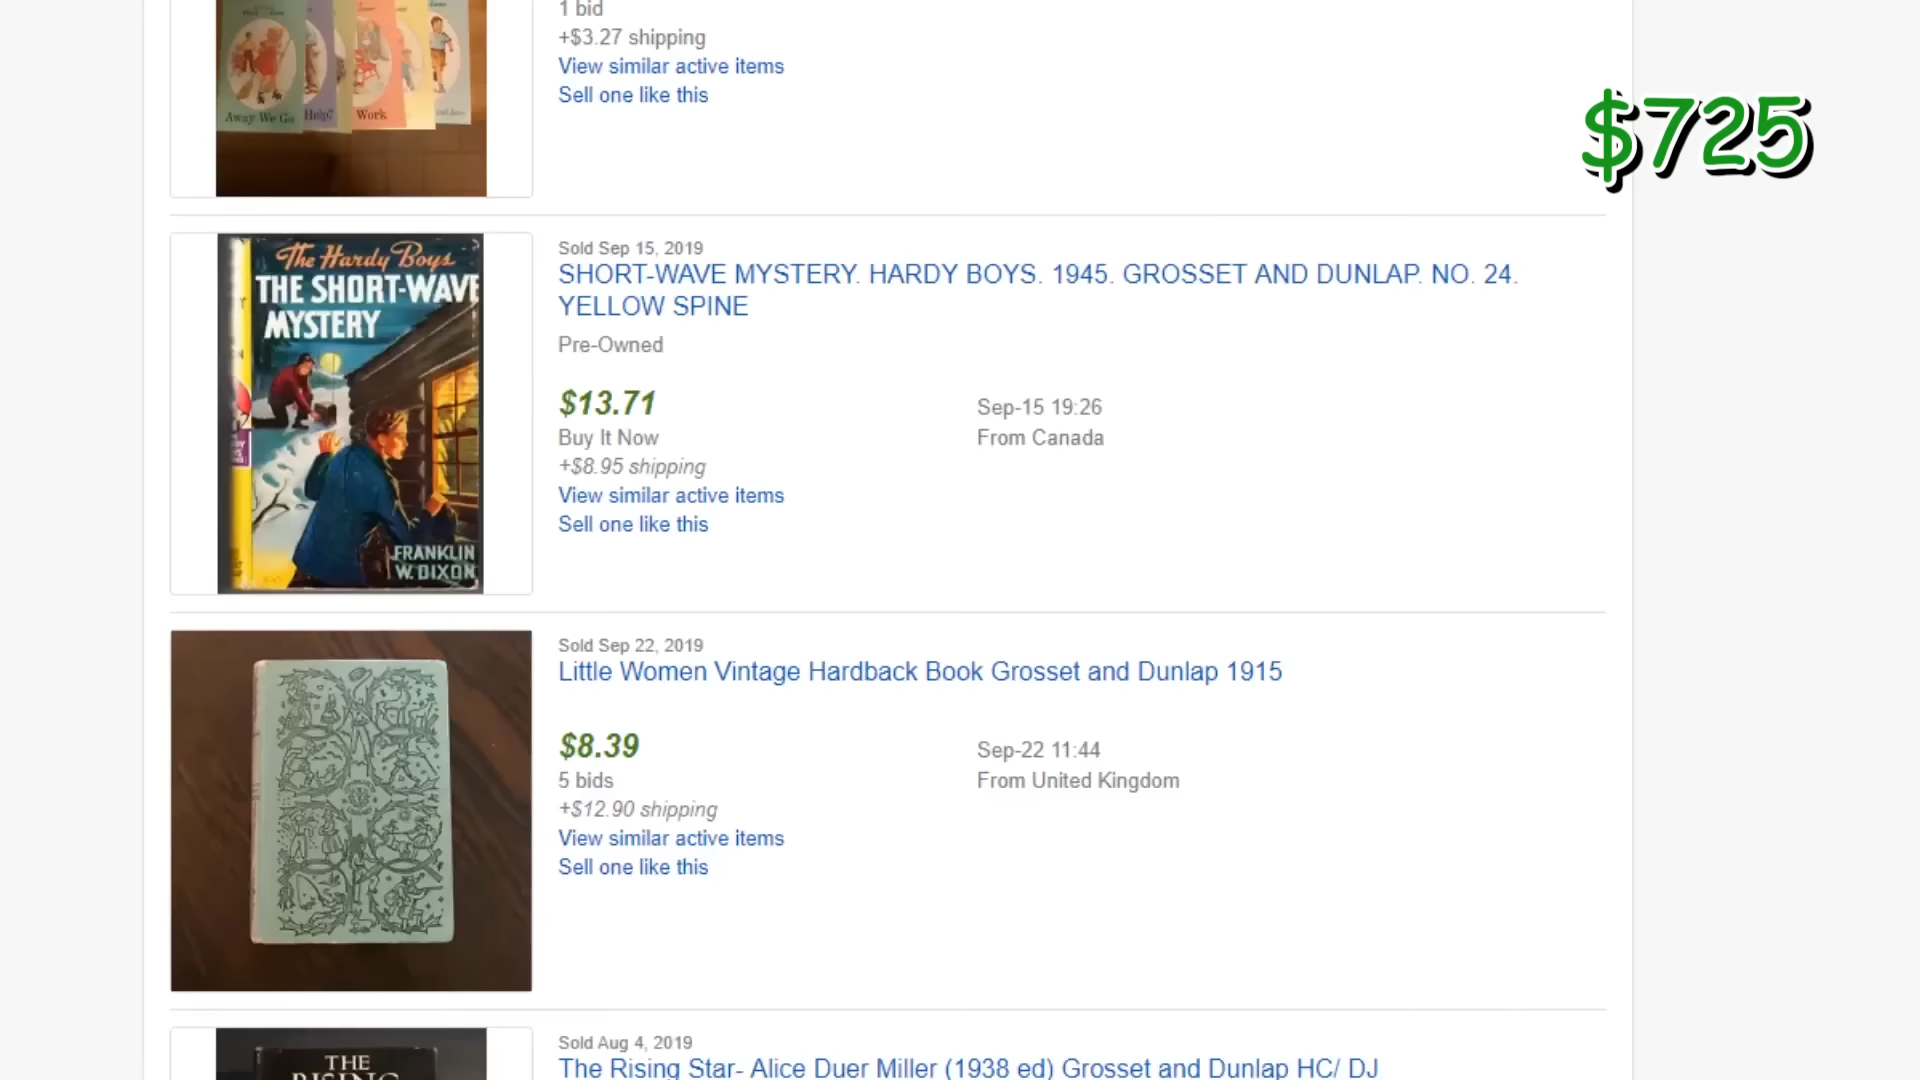 1 bid
+$3.27 shipping
View similar active items
Sell one like this
Away We Go
Help!
Work
and Jane
$725
Sold Sep 15, 2019
SHORT-WAVE MYSTERY. HARDY BOYS. 1945. GROSSET AND DUNLAP. NO. 24.
YELLOW SPINE
Pre-Owned
$13.71
Sep-15 19:26
Buy It Now
From Canada
+$8.95 shipping
View similar active items
Sell one like this
The Hardy Boys
THE SHORT-WAVE
MYSTERY
FRANKLIN
W. DIXON
Sold Sep 22, 2019
Little Women Vintage Hardback Book Grosset and Dunlap 1915
$8.39
Sep-22 11:44
5 bids
From United Kingdom
+$12.90 shipping
View similar active items
Sell one like this
Sold Aug 4, 2019
The Rising Star- Alice Duer Miller (1938 ed) Grosset and Dunlap HC/ DJ
THE
RISING